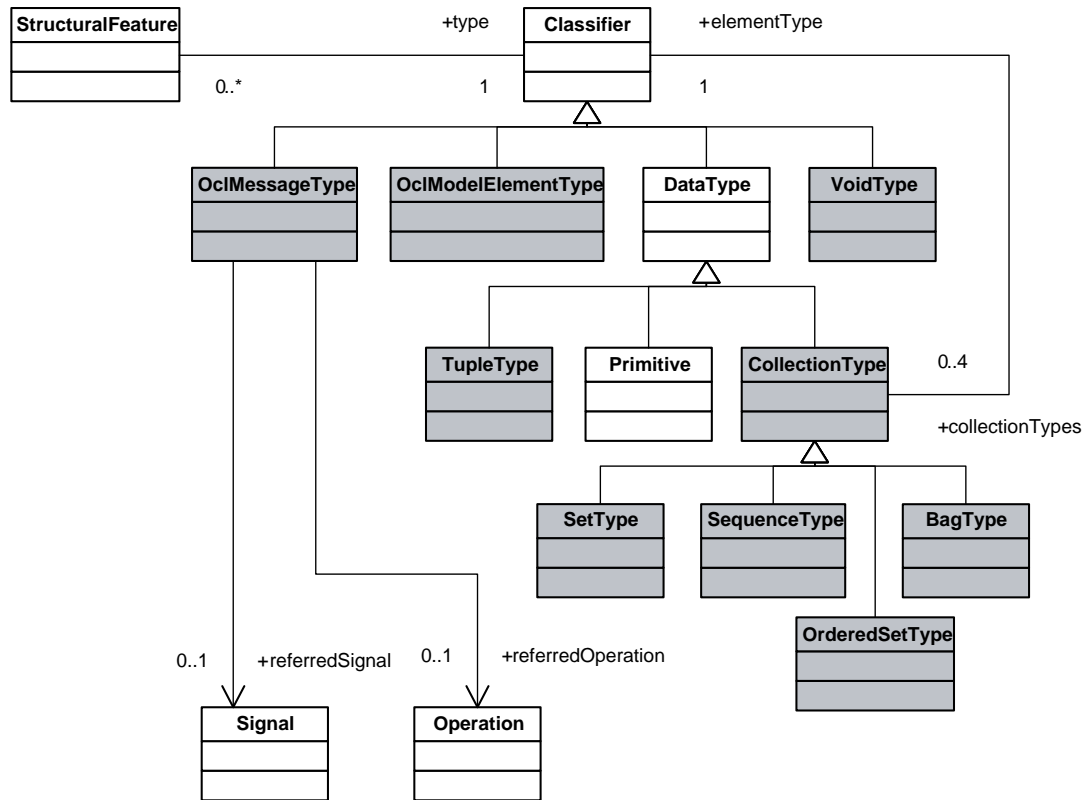 StructuralFeature
+type
Classifier
+elementType
0..*
1
1
OclMessageType
OclModelElementType
DataType
VoidType
TupleType
Primitive
CollectionType
0..4
+collectionTypes
SetType
SequenceType
BagType
OrderedSetType
0..1
+referredSignal
0..1
+referredOperation
Signal
Operation